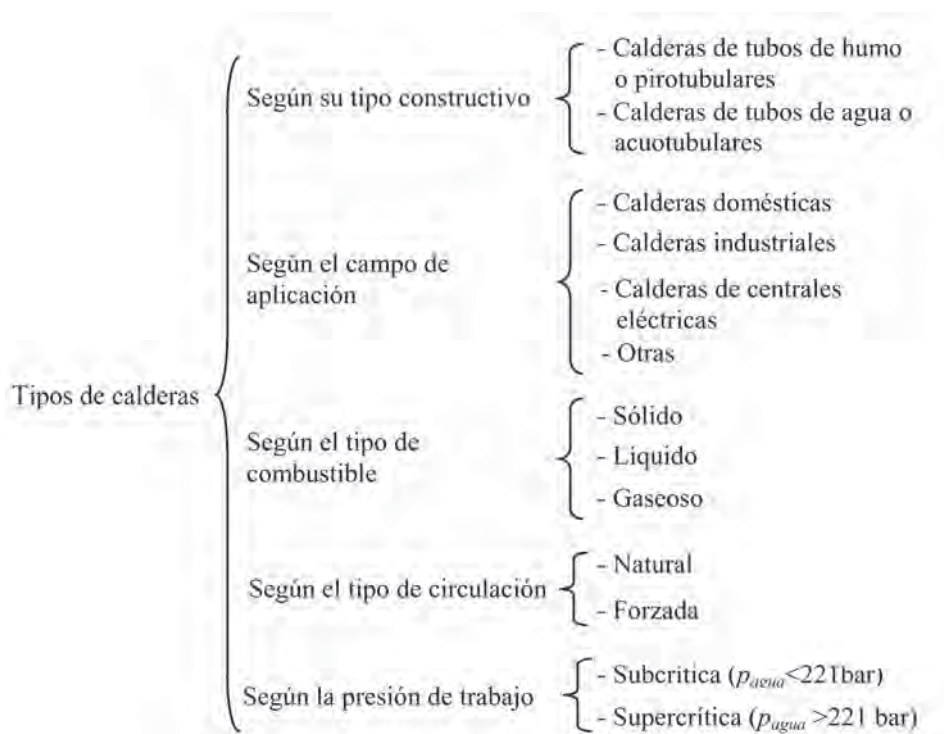 Tipos de calderas
Según su tipo constructivo
- Calderas de tubos de humo
o pirotubulares
- Calderas de tubos de agua o
acuotubulares
Según el campo de
aplicación
- Calderas domésticas
- Calderas industriales
- Calderas de centrales
eléctricas
- Otras
Según el tipo de
combustible
- Sólido
- Liquido
- Gaseoso
Según el tipo de circulación
- Natural
- Forzada
Según la presión de trabajo
- Subcrítica (p_agua<221bar)
- Supercrítica (p_agua >221 bar)